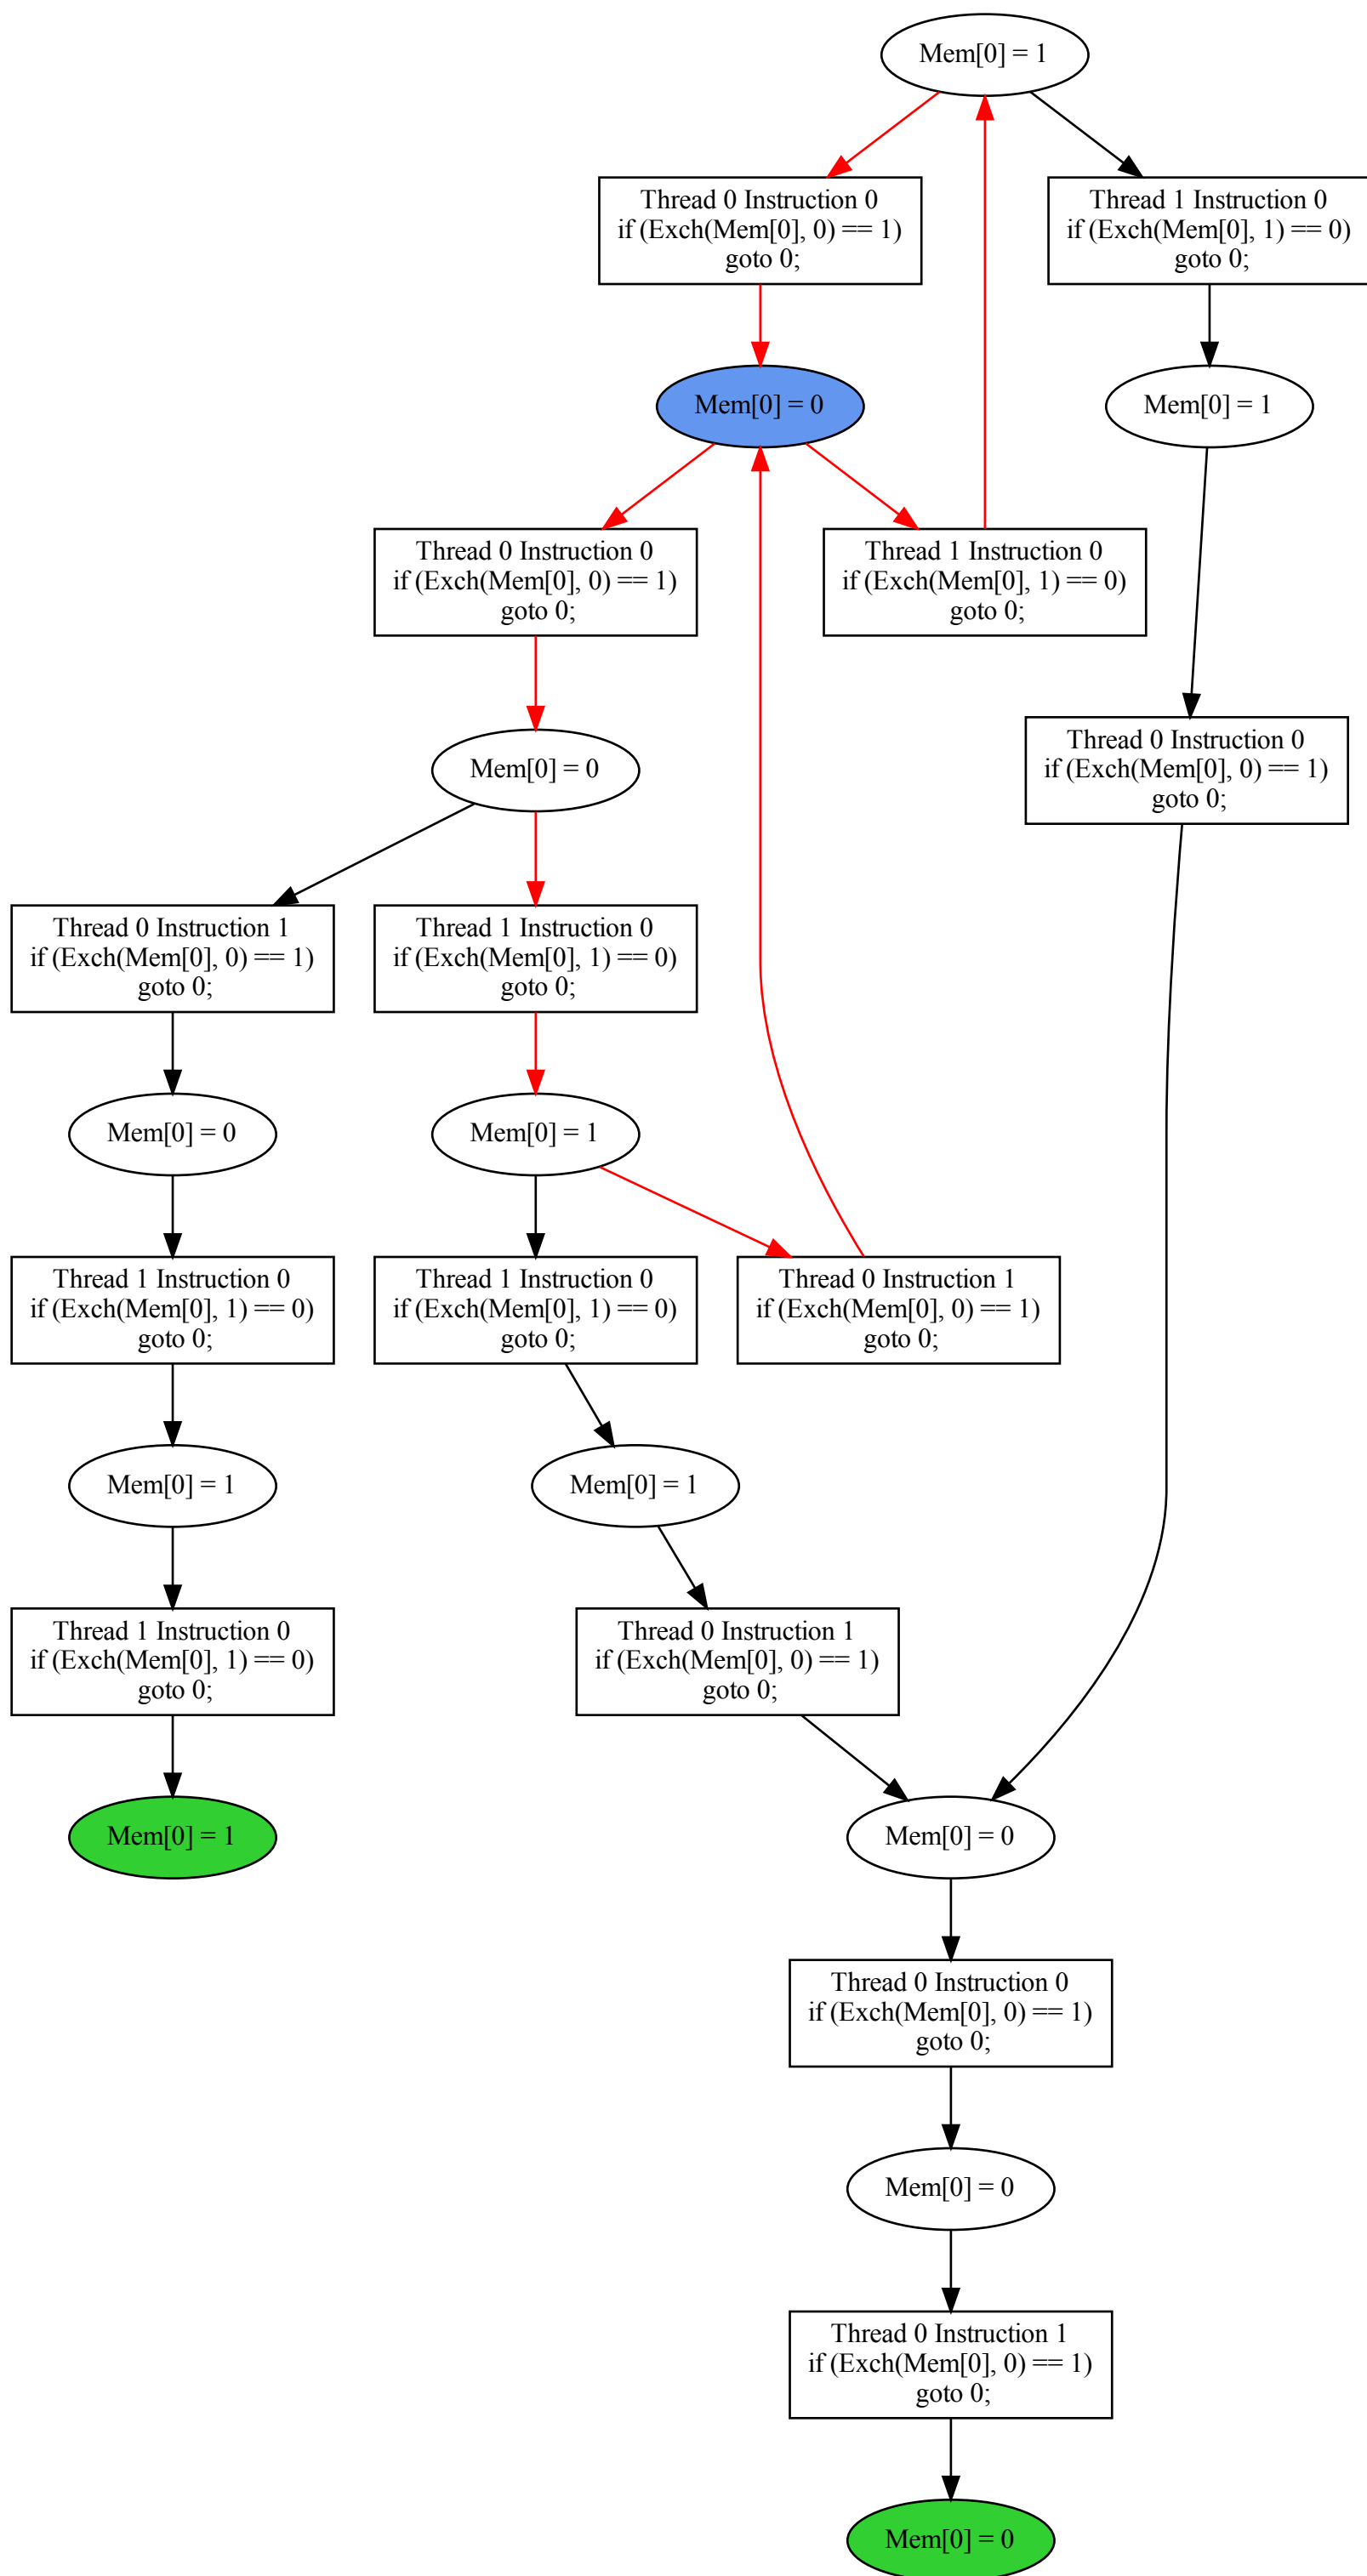 Mem[0] = 1
Thread 0 Instruction 0
if (Exch(Mem[0], 0) == 1)
goto 0;
Thread 1 Instruction 0
if (Exch(Mem[0], 1) == 0)
goto 0;
Mem[0] = 0
Mem[0] = 1
Thread 0 Instruction 0
if (Exch(Mem[0], 0) == 1)
goto 0;
Thread 1 Instruction 0
if (Exch(Mem[0], 1) == 0)
goto 0;
Mem[0] = 0
Thread 0 Instruction 0
if (Exch(Mem[0], 0) == 1)
goto 0;
Thread 0 Instruction 1
if (Exch(Mem[0], 0) == 1)
goto 0;
Thread 1 Instruction 0
if (Exch(Mem[0], 1) == 0)
goto 0;
Mem[0] = 0
Mem[0] = 1
Thread 1 Instruction 0
if (Exch(Mem[0], 1) == 0)
goto 0;
Thread 1 Instruction 0
if (Exch(Mem[0], 1) == 0)
goto 0;
Thread 0 Instruction 1
if (Exch(Mem[0], 0) == 1)
goto 0;
Mem[0] = 1
Mem[0] = 1
Thread 1 Instruction 0
if (Exch(Mem[0], 1) == 0)
goto 0;
Thread 0 Instruction 1
if (Exch(Mem[0], 0) == 1)
goto 0;
Mem[0] = 1
Mem[0] = 0
Thread 0 Instruction 0
if (Exch(Mem[0], 0) == 1)
goto 0;
Mem[0] = 0
Thread 0 Instruction 1
if (Exch(Mem[0], 0) == 1)
goto 0;
Mem[0] = 0